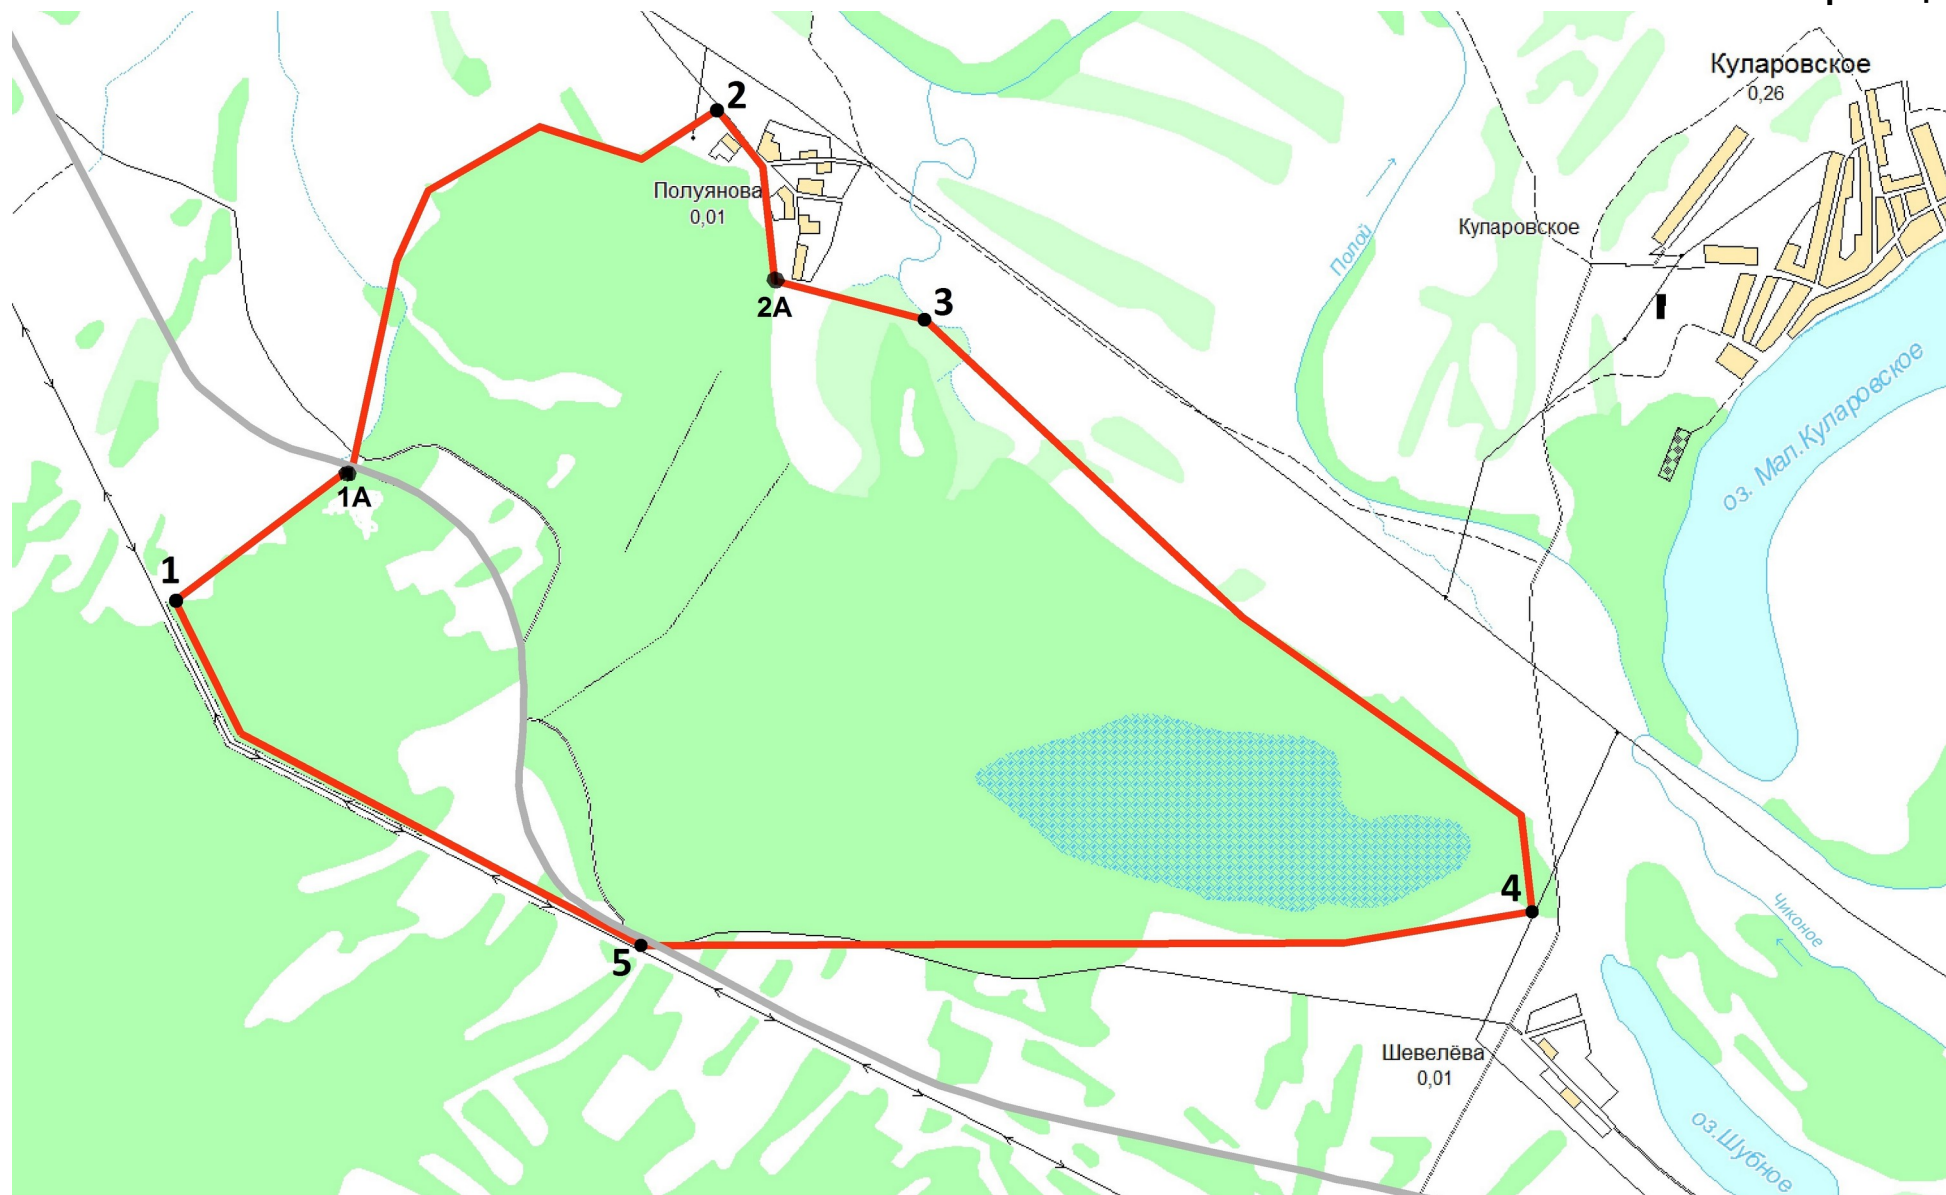 Куларовское
0,26
2
Полуянова
0,01
Куларовское
Полой
2А
3
оз. Мал.Куларовское
1А
1
4
5
Чиконое
Шевелёва
0,01
оз.Шубное